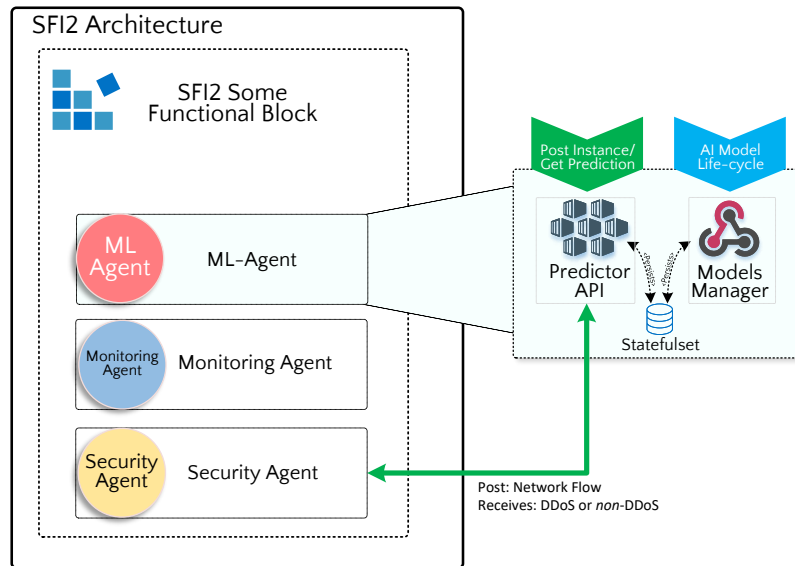 SFI2 Architecture
SFI2 Some
Functional Block
ML
Agent
ML-Agent
Monitoring
Agent
Monitoring Agent
Security
Agent
Security Agent
Post Instance/
Get Prediction
AI Model
Life-cycle
Predictor
API
-Persists-
-Persists-
Models
Manager
Statefulset
Post: Network Flow
Receives: DDoS or non-DDoS